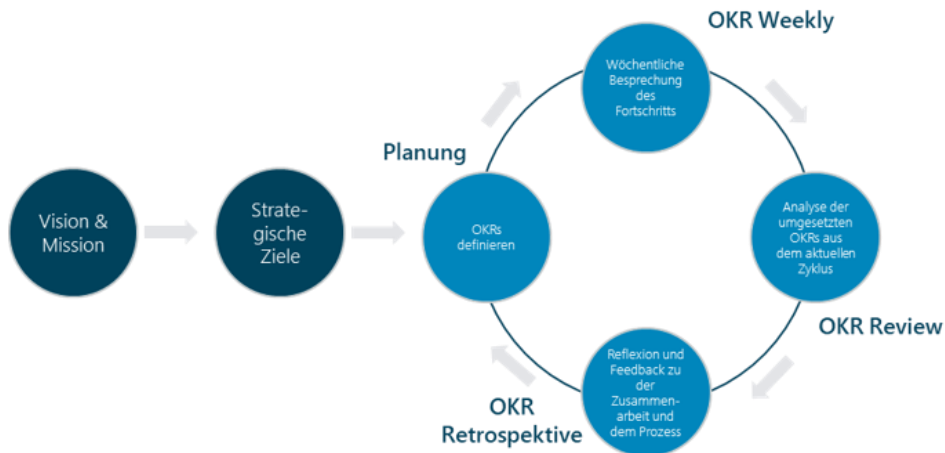 Vision &
Mission
Strate-
gische
Ziele
Planung
OKRs
definieren
OKR Weekly
Wöchentliche
Besprechung
des
Fortschritts
Analyse der
umgesetzten
OKRs aus
dem aktuellen
Zyklus
OKR Review
Reflexion und
Feedback zu
der
Zusammen-
arbeit und
dem Prozess
OKR
Retrospektive